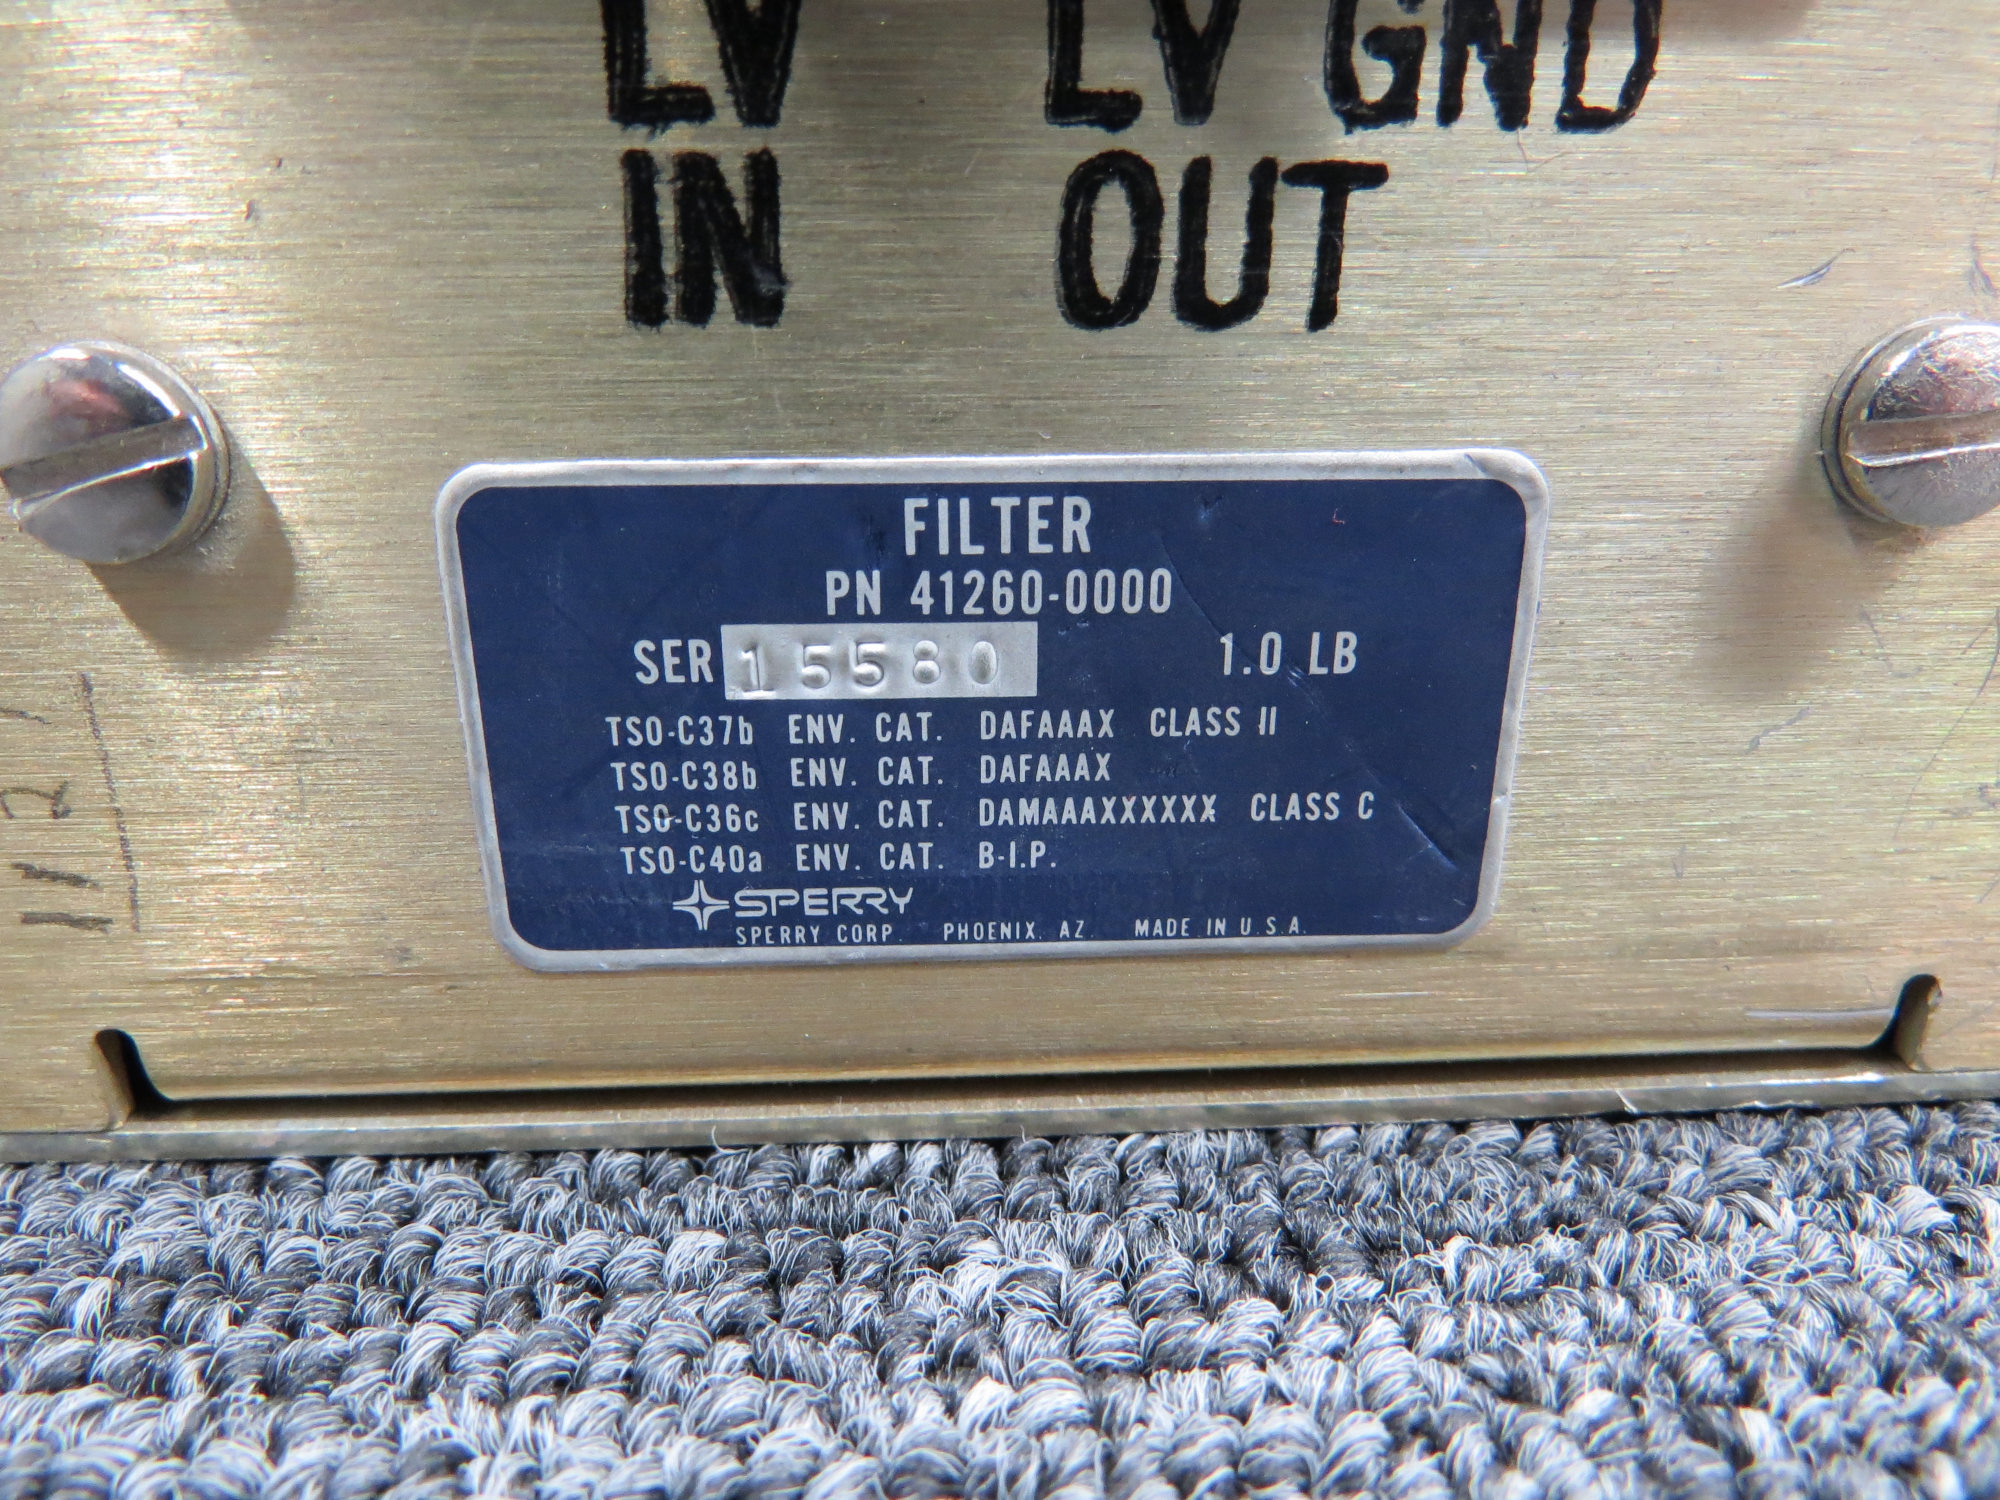 LV LV GND
IN OUT
FILTER
PN 41260-0000
SER 15580 1.0 LB
TSO-C37b ENV. CAT. DAFAAAX CLASS II
TSO-C38b ENV. CAT. DAFAAAX
TSO-C36c ENV. CAT. DAMAAAXXXXXX CLASS C
TSO-C40a ENV. CAT. B-I.P.
SPERRY
SPERRY CORP. PHOENIX, AZ. MADE IN U.S.A.